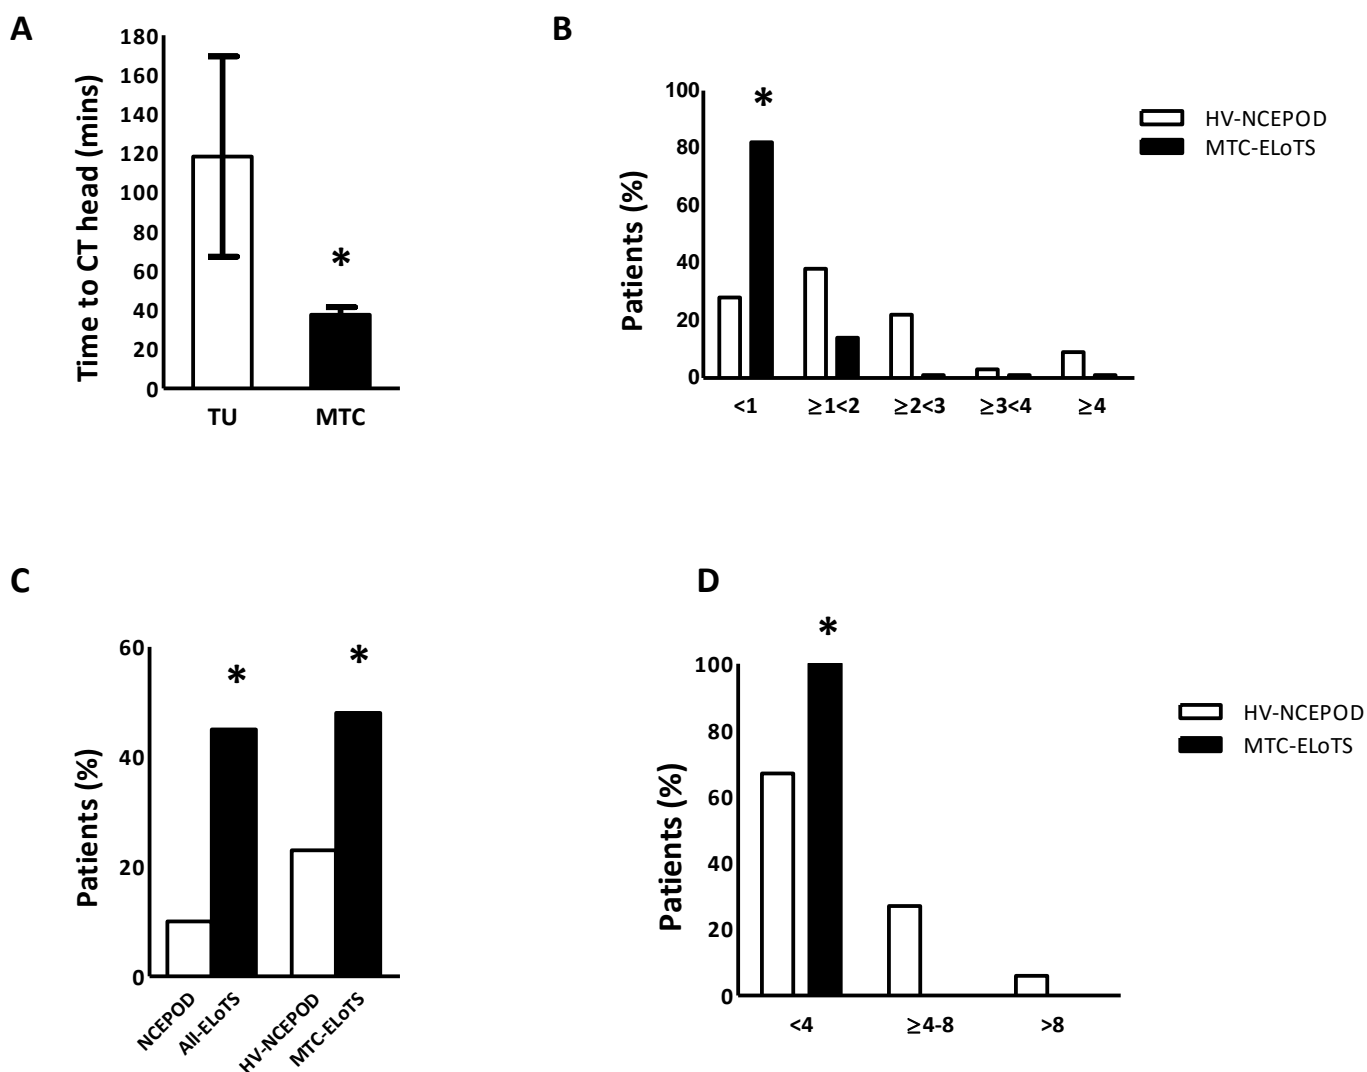 A
Time to CT head (mins)
180
160
140
120
100
80
60
40
20
0
*
TU
MTC
B
Patients (%)
100
80
60
40
20
0
*
<1
≥1<2
≥2<3
≥3<4
≥4
HV-NCEPOD
MTC-ELoTS
C
Patients (%)
60
40
20
0
*
*
NCEPOD
All-ELoTS
HV-NCEPOD
MTC-ELoTS
D
Patients (%)
100
80
60
40
20
0
*
<4
≥4-8
>8
HV-NCEPOD
MTC-ELoTS